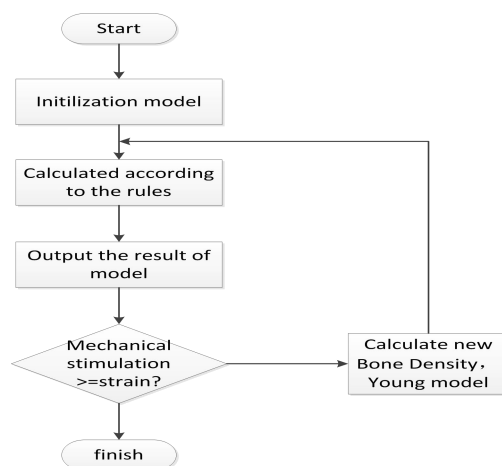 Start
Initilization model
Calculated according
to the rules
Output the result of
model
Mechanical
stimulation
>=strain?
Calculate new
Bone Density，
Young model
finish